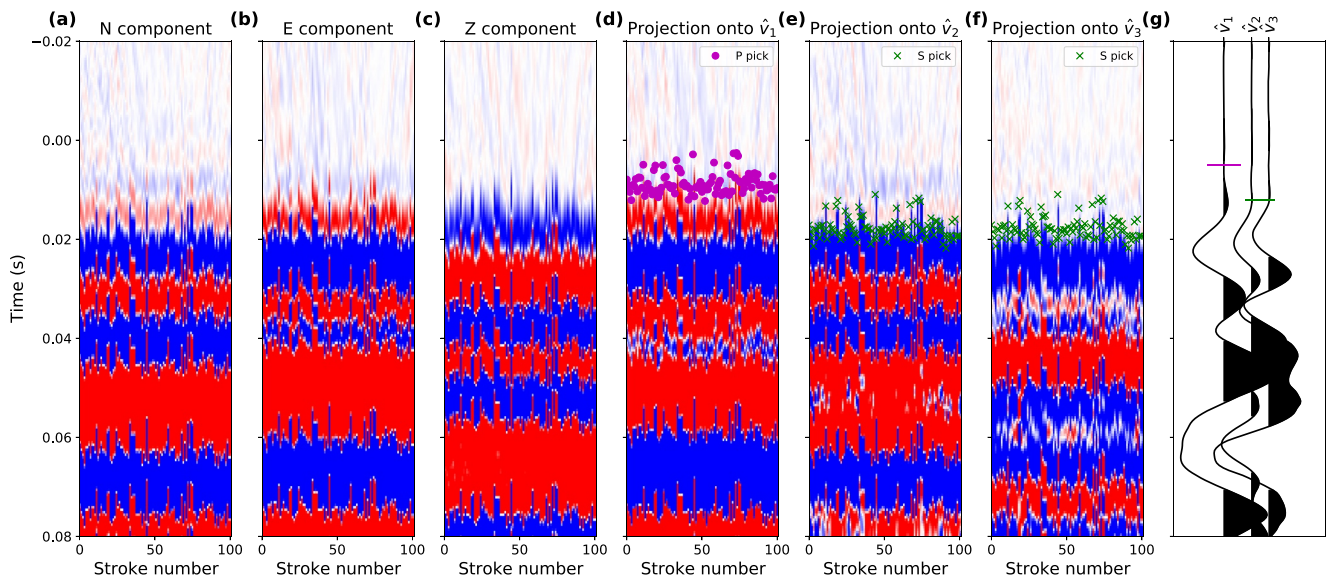 (a) (b) (c) (d) (e) (f) (g)
N component E component Z component Projection onto v̂₁ Projection onto v̂₂ Projection onto v̂₃ v̂₁ v̂₂ v̂₃
P pick S pick S pick
−0.02
0.00
0.02
0.04
0.06
0.08
Time (s)
0 50 100 0 50 100 0 50 100 0 50 100 0 50 100 0 50 100
Stroke number Stroke number Stroke number Stroke number Stroke number Stroke number